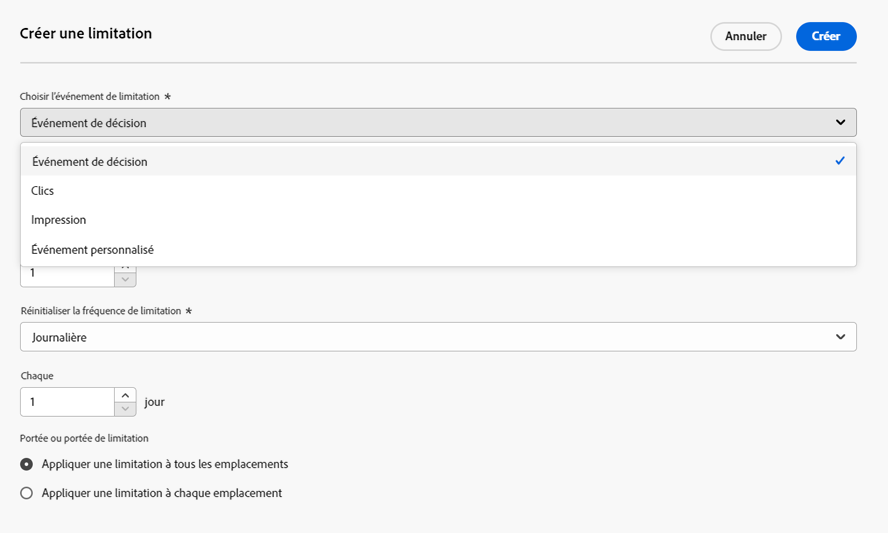 Créer une limitation
Annuler
Créer
Choisir l'événement de limitation *
Événement de décision
Événement de décision
Clics
Impression
Événement personnalisé
1
Réinitialiser la fréquence de limitation *
Journalière
Chaque
1 jour
Portée ou portée de limitation
Appliquer une limitation à tous les emplacements
Appliquer une limitation à chaque emplacement